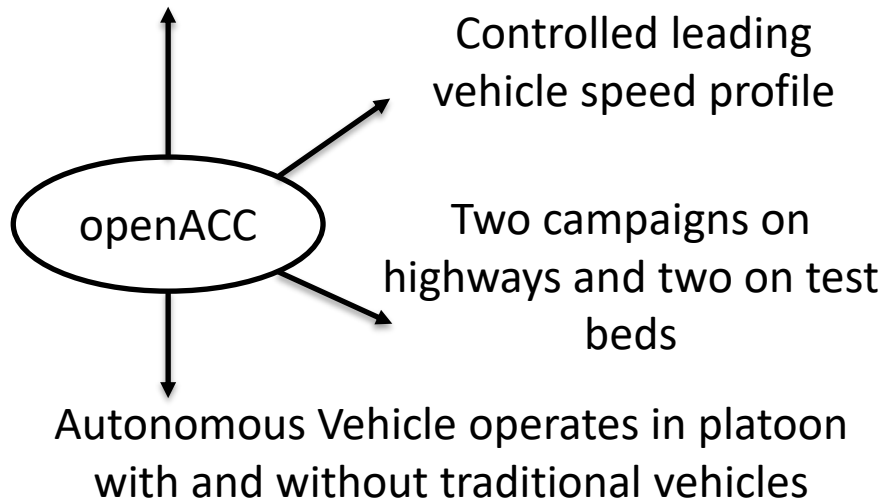 Controlled leading
vehicle speed profile
openACC
Two campaigns on
highways and two on test
beds
Autonomous Vehicle operates in platoon
with and without traditional vehicles